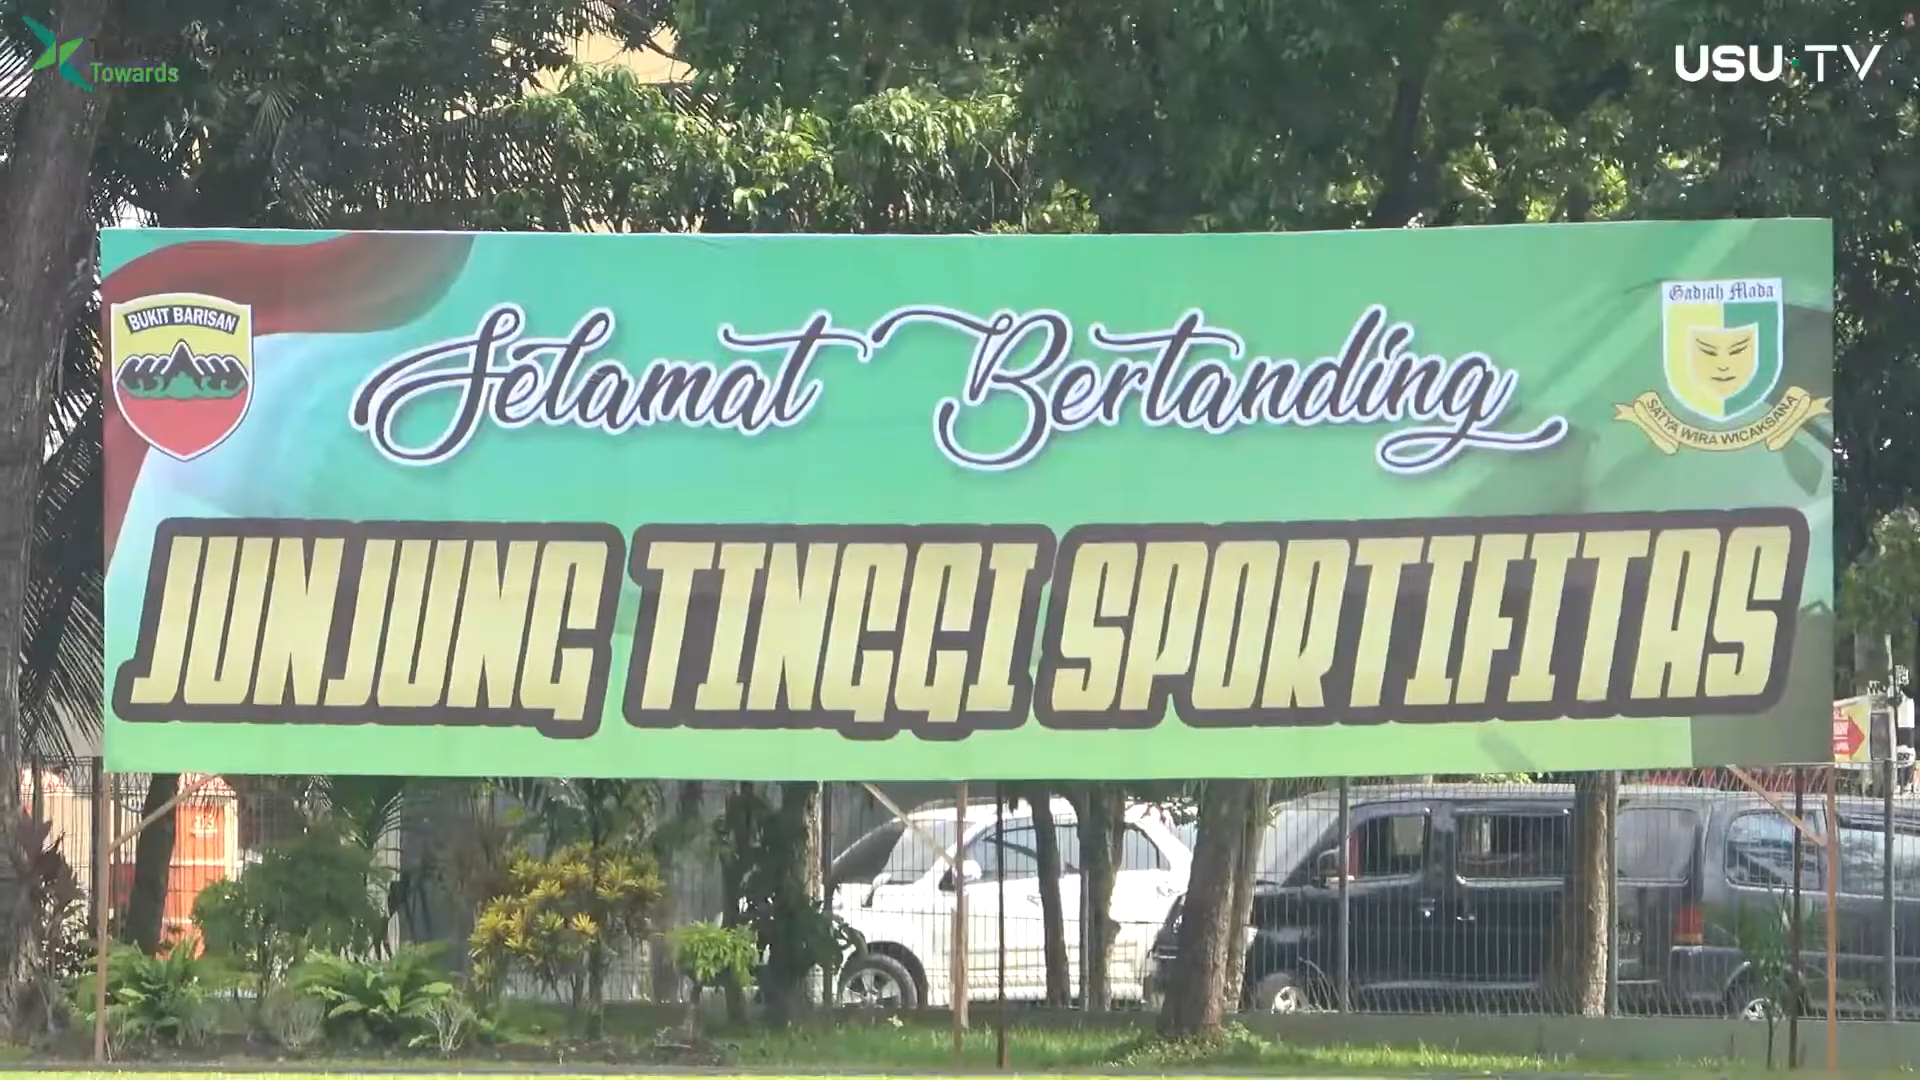 Towards
USU TV
BUKIT BARISAN
Selamat Bertanding
Gadjah Mada
SATYA WIRA WICAKSANA
JUNJUNG TINGGI SPORTIFITAS